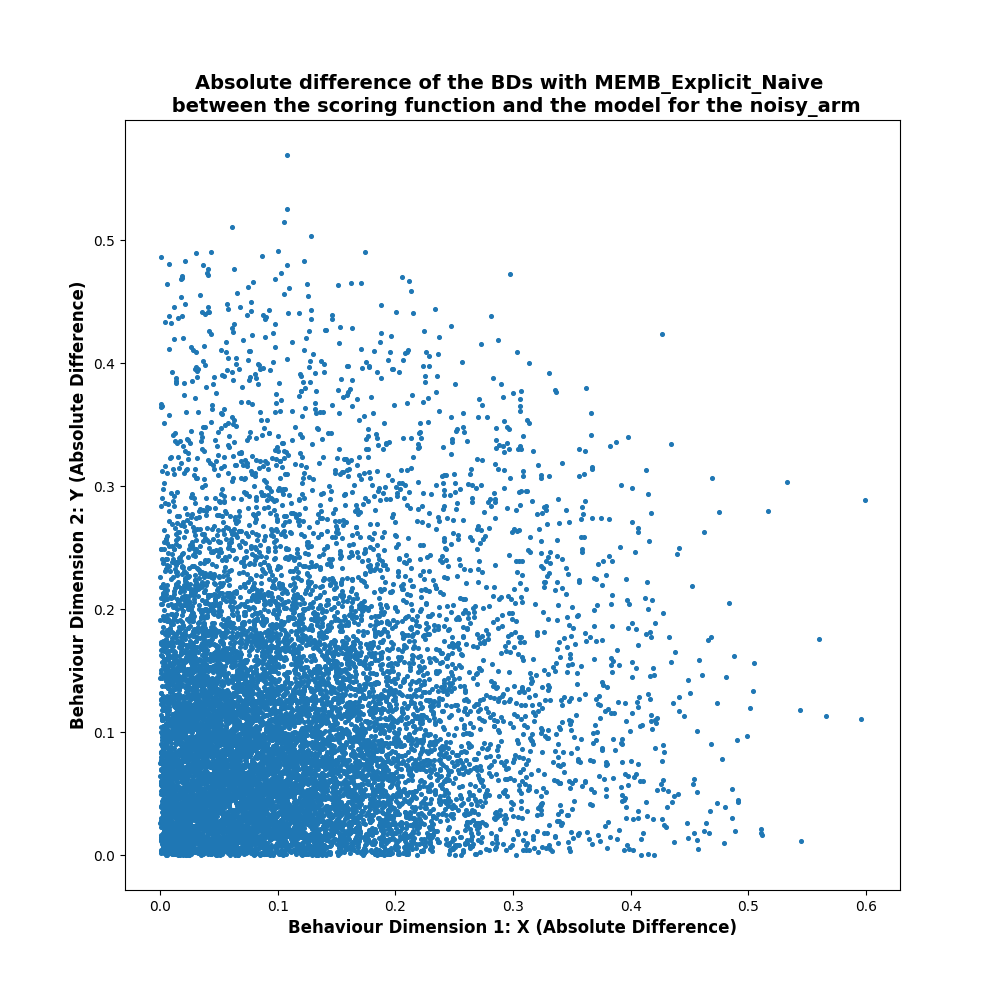 Absolute difference of the BDs with MEMB_Explicit_Naive
between the scoring function and the model for the noisy_arm
Behaviour Dimension 2: Y (Absolute Difference)
0.5
0.4
0.3
0.2
0.1
0.0
0.0 0.1 0.2 0.3 0.4 0.5 0.6
Behaviour Dimension 1: X (Absolute Difference)